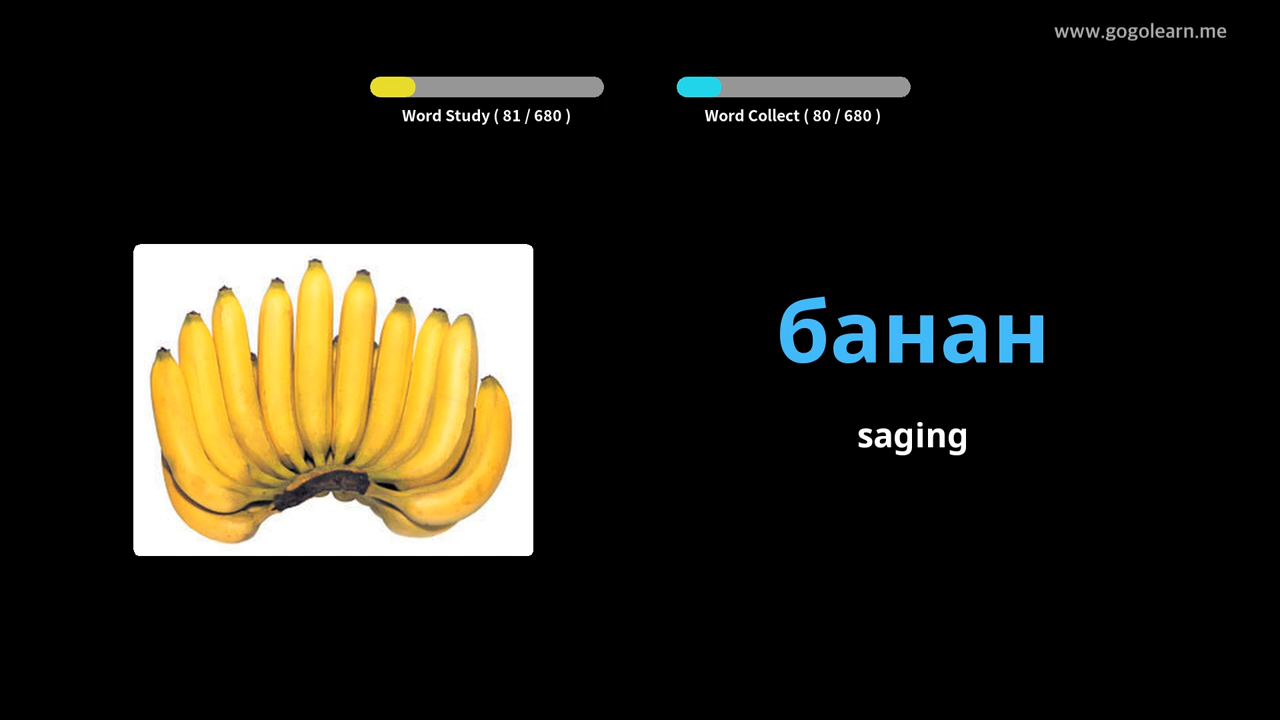 www.gogolearn.me
Word Study ( 81 / 680 )
Word Collect ( 80 / 680 )
банан
saging